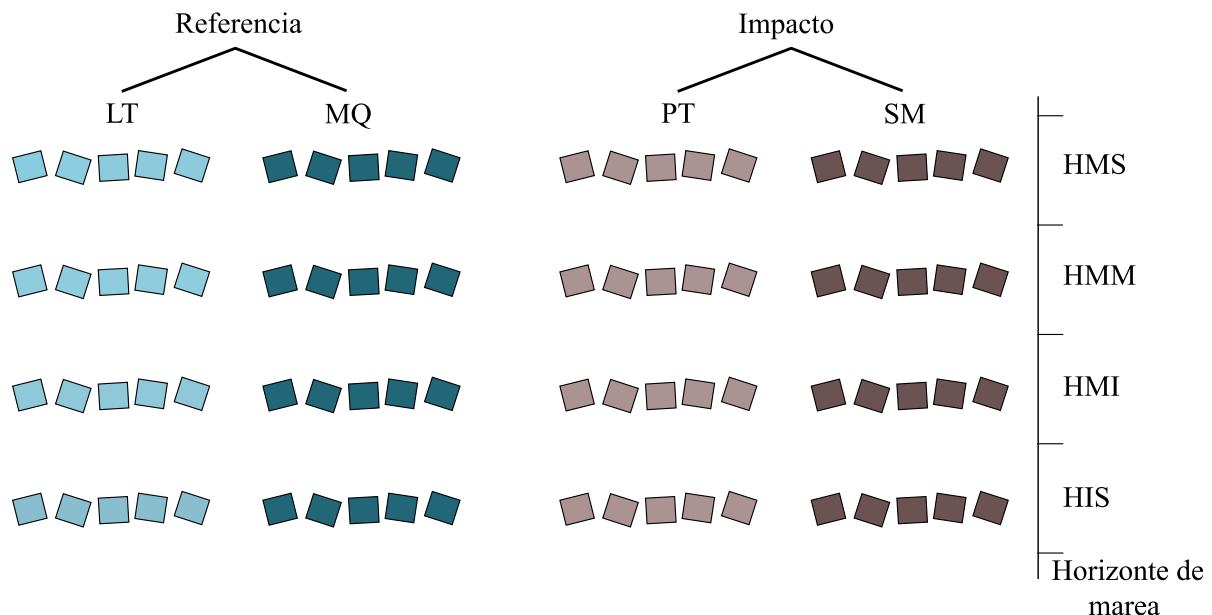 Referencia
Impacto
LT
MQ
PT
SM
HMS
HMM
HMI
HIS
Horizonte de
marea